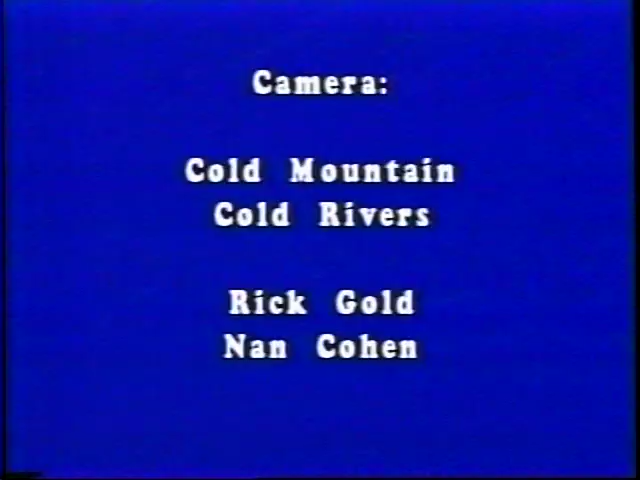 Camera:
Cold Mountain
Cold Rivers
Rick Gold
Nan Cohen